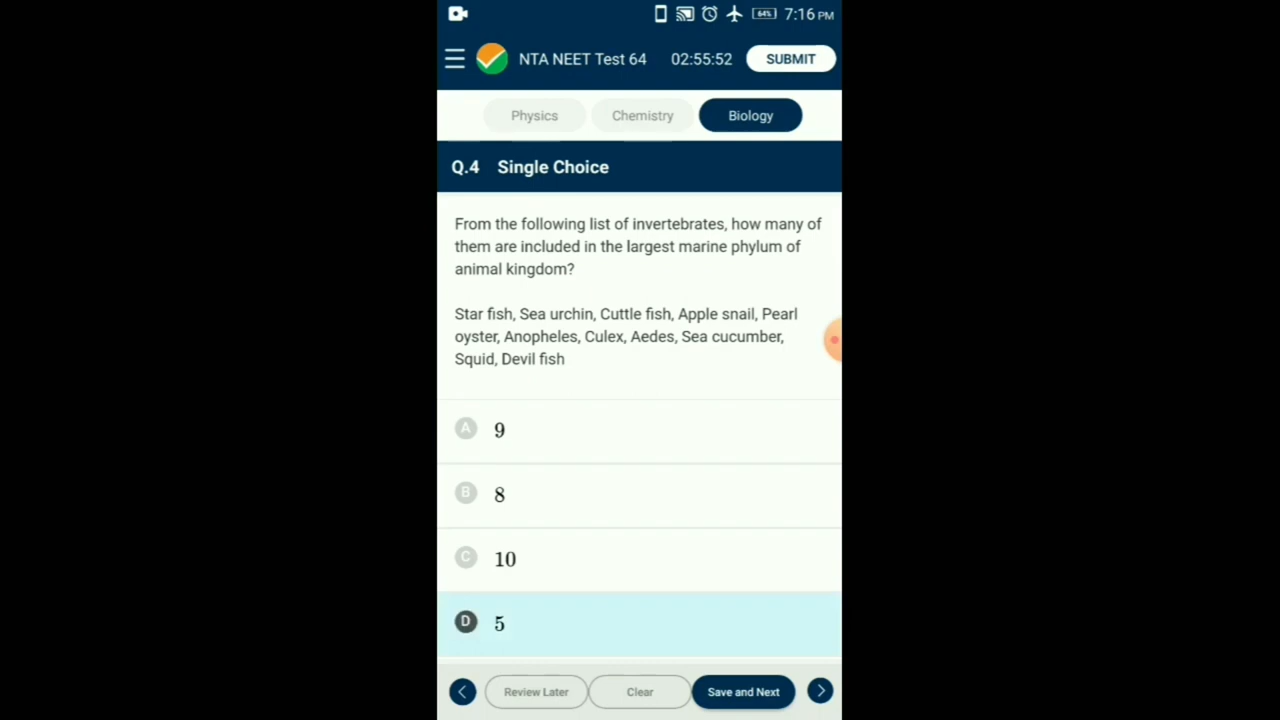 64% 7:16 PM
NTA NEET Test 64 02:55:52 SUBMIT
Physics Chemistry Biology
Q.4 Single Choice
From the following list of invertebrates, how many of
them are included in the largest marine phylum of
animal kingdom?
Star fish, Sea urchin, Cuttle fish, Apple snail, Pearl
oyster, Anopheles, Culex, Aedes, Sea cucumber,
Squid, Devil fish
A 9
B 8
C 10
D 5
Review Later Clear Save and Next